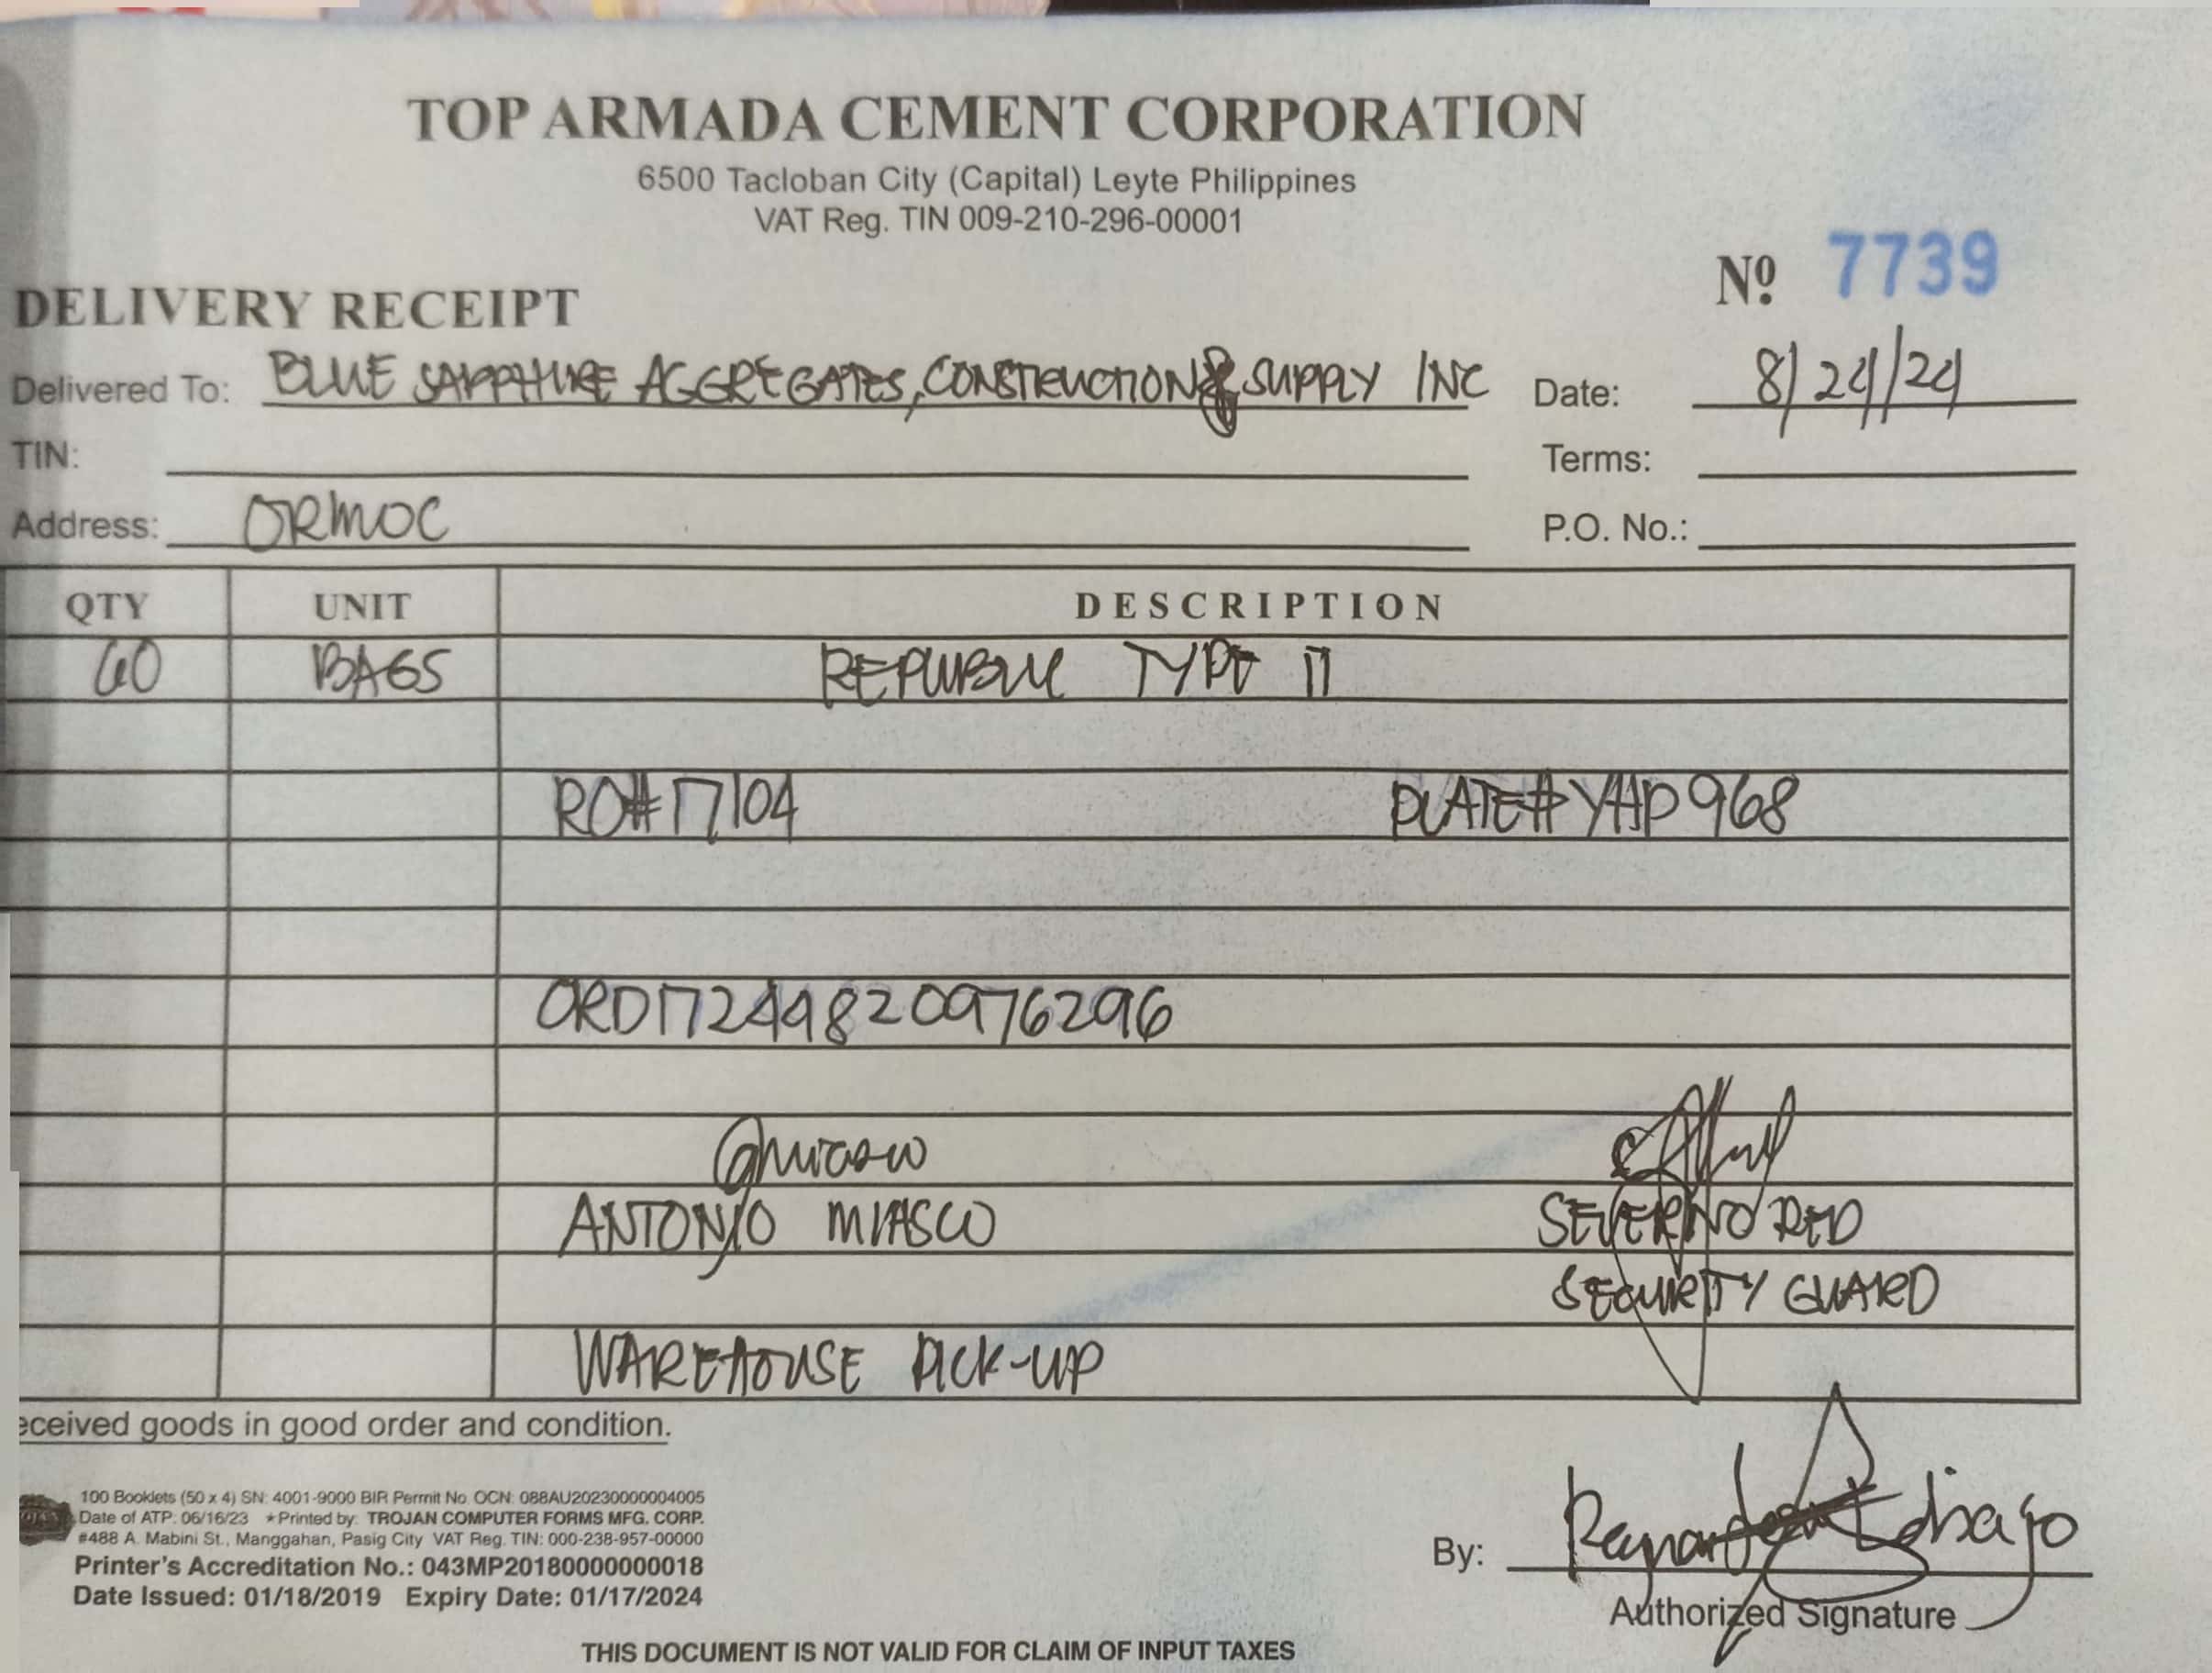 TOP ARMADA CEMENT CORPORATION
6500 Tacloban City (Capital) Leyte Philippines
VAT Reg. TIN 009-210-296-00001
Nº 7739
DELIVERY RECEIPT
Delivered To: BLUE SAPPHIRE AGGREGATES, CONSTRUCTION & SUPPLY INC Date: 8/24/24
TIN: Terms:
Address: ORMOC P.O. No.:
QTY UNIT DESCRIPTION
60 BAGS REPUBLIC TYPE II
RO#17104 PLATE# YHP968
ORD1724498209 76296
ANTONIO MIASCO SEVERINO RED
SECURITY GUARD
WAREHOUSE PICK-UP
eceived goods in good order and condition.
100 Booklets (50 x 4) SN: 4001-9000 BIR Permit No. OCN: 088AU20230000004005
Date of ATP: 06/16/23 *Printed by: TROJAN COMPUTER FORMS MFG. CORP.
#488 A. Mabini St., Manggahan, Pasig City VAT Reg. TIN: 000-238-957-00000
Printer's Accreditation No.: 043MP20180000000018
Date Issued: 01/18/2019 Expiry Date: 01/17/2024
By:
Authorized Signature
THIS DOCUMENT IS NOT VALID FOR CLAIM OF INPUT TAXES